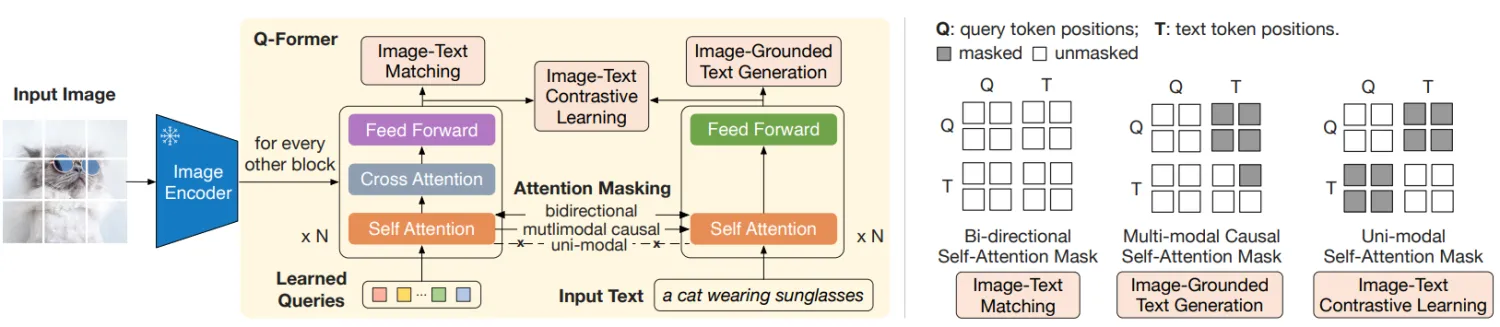 Q-Former
Input Image
Image
Encoder
for every
other block
Image-Text
Matching
Image-Text
Contrastive
Learning
Image-Grounded
Text Generation
Feed Forward
Cross Attention
Self Attention
x N
Learned
Queries
...
Attention Masking
bidirectional
mutlimodal causal
x uni-modal x
Feed Forward
Self Attention
x N
Input Text
a cat wearing sunglasses
Q: query token positions; T: text token positions.
masked unmasked
Q T
Q
T
Bi-directional
Self-Attention Mask
Image-Text
Matching
Q T
Q
T
Multi-modal Causal
Self-Attention Mask
Image-Grounded
Text Generation
Q T
Q
T
Uni-modal
Self-Attention Mask
Image-Text
Contrastive Learning